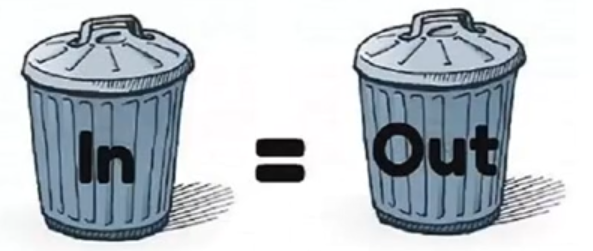 In = Out